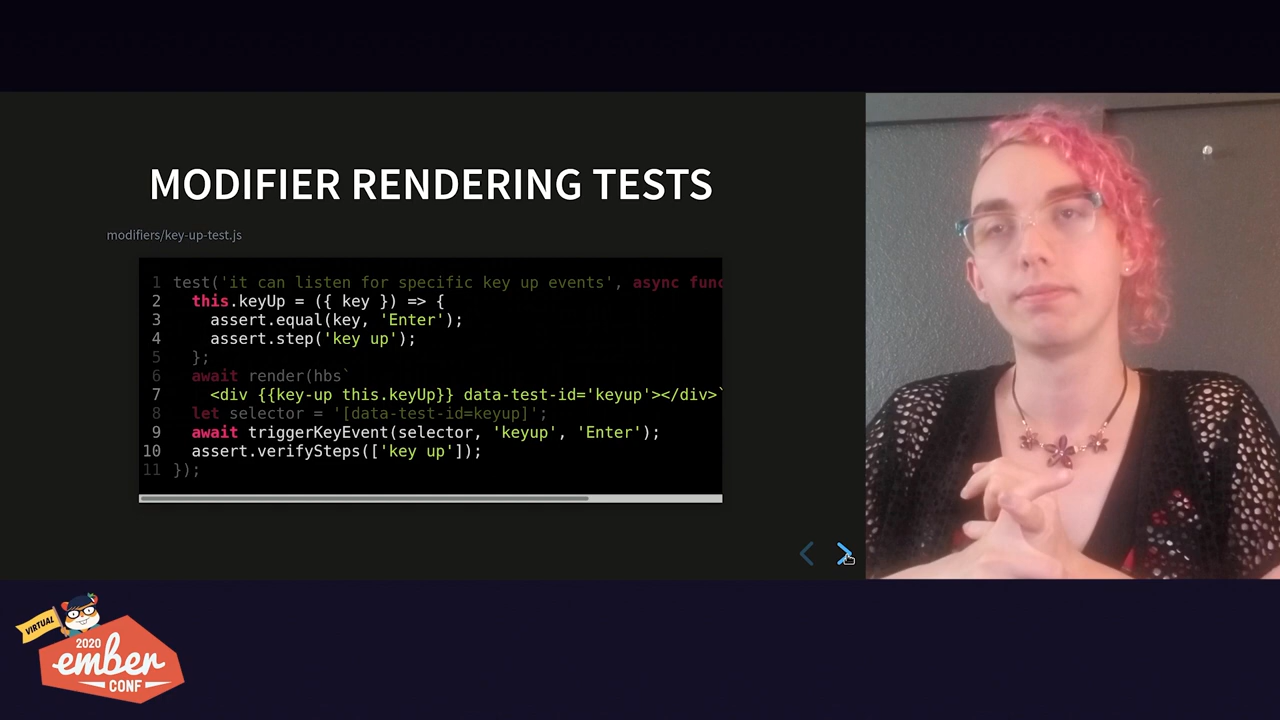 MODIFIER RENDERING TESTS
modifiers/key-up-test.js
1 test('it can listen for specific key up events', async func
2 this.keyUp = ({ key }) => {
3 assert.equal(key, 'Enter');
4 assert.step('key up');
5 };
6 await render(hbs`
7 <div {{key-up this.keyUp}} data-test-id='keyup'></div>`
8 let selector = '[data-test-id=keyup]';
9 await triggerKeyEvent(selector, 'keyup', 'Enter');
10 assert.verifySteps(['key up']);
11 });
VIRTUAL
2020
ember
CONF